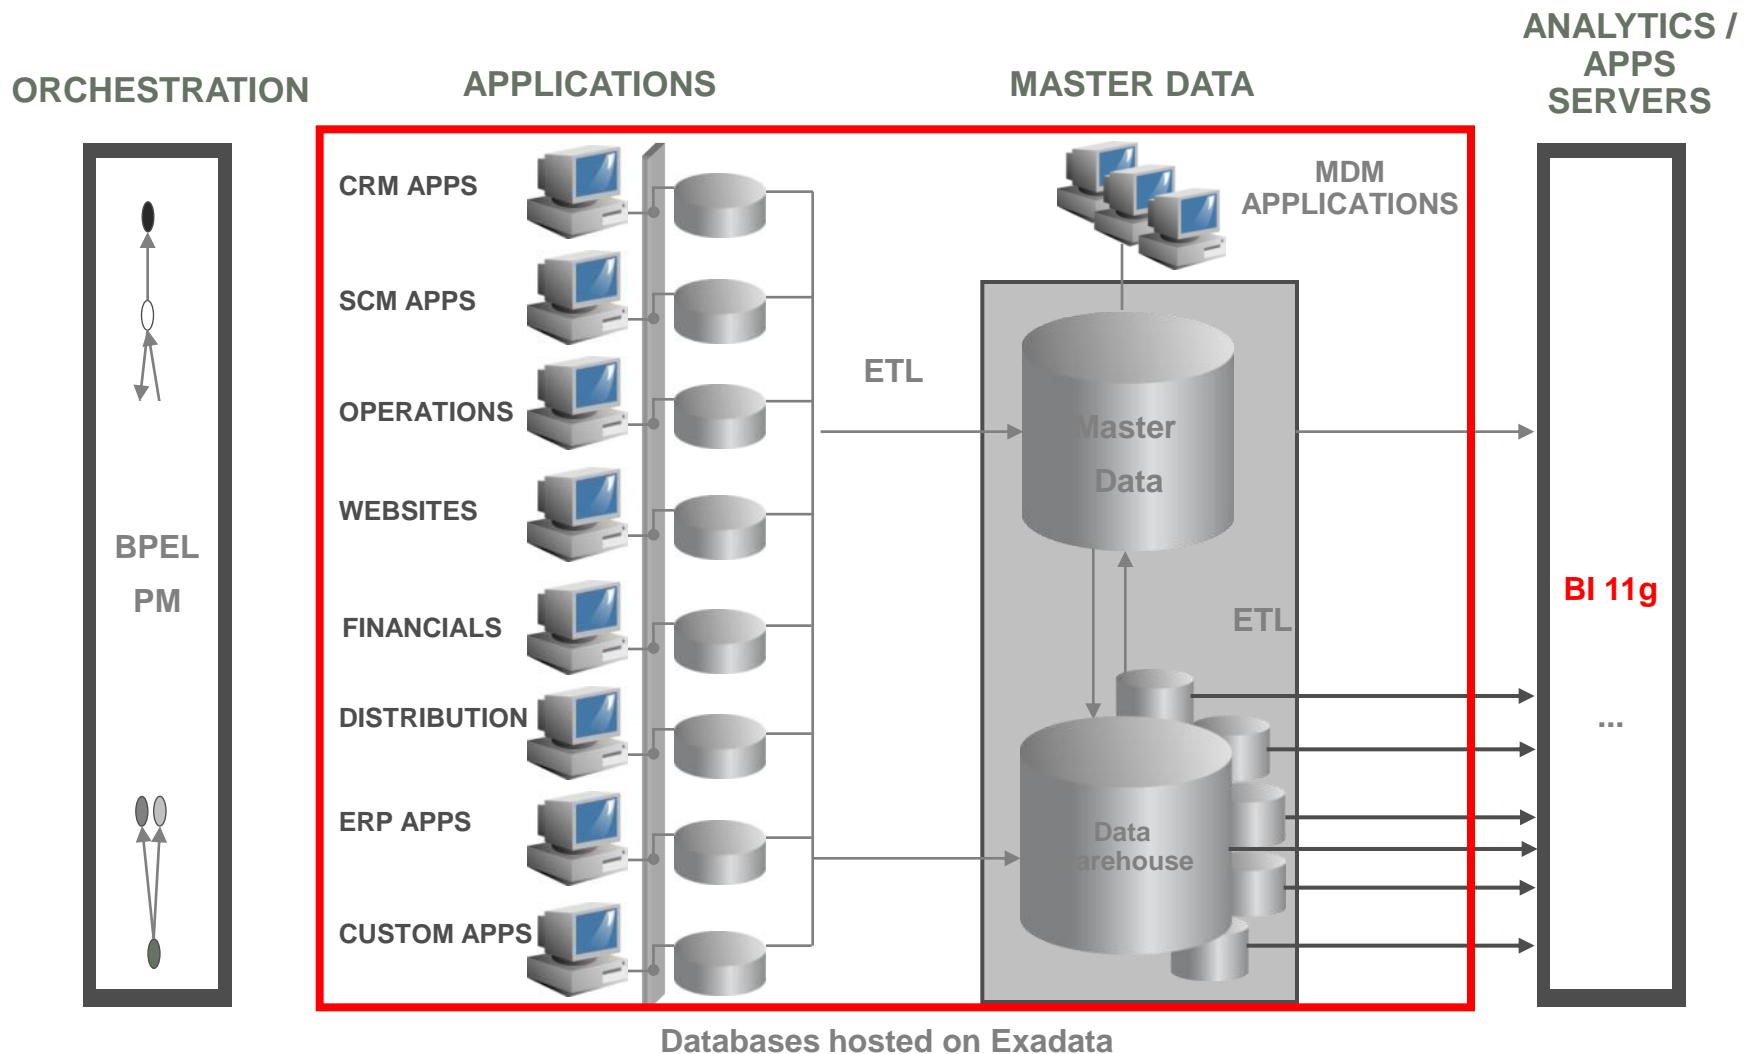 ORCHESTRATION
APPLICATIONS
MASTER DATA
ANALYTICS /
APPS
SERVERS
BPEL
PM
CRM APPS
SCM APPS
OPERATIONS
WEBSITES
FINANCIALS
DISTRIBUTION
ERP APPS
CUSTOM APPS
ETL
MDM
APPLICATIONS
Master
Data
ETL
Data
arehouse
BI 11g
...
Databases hosted on Exadata